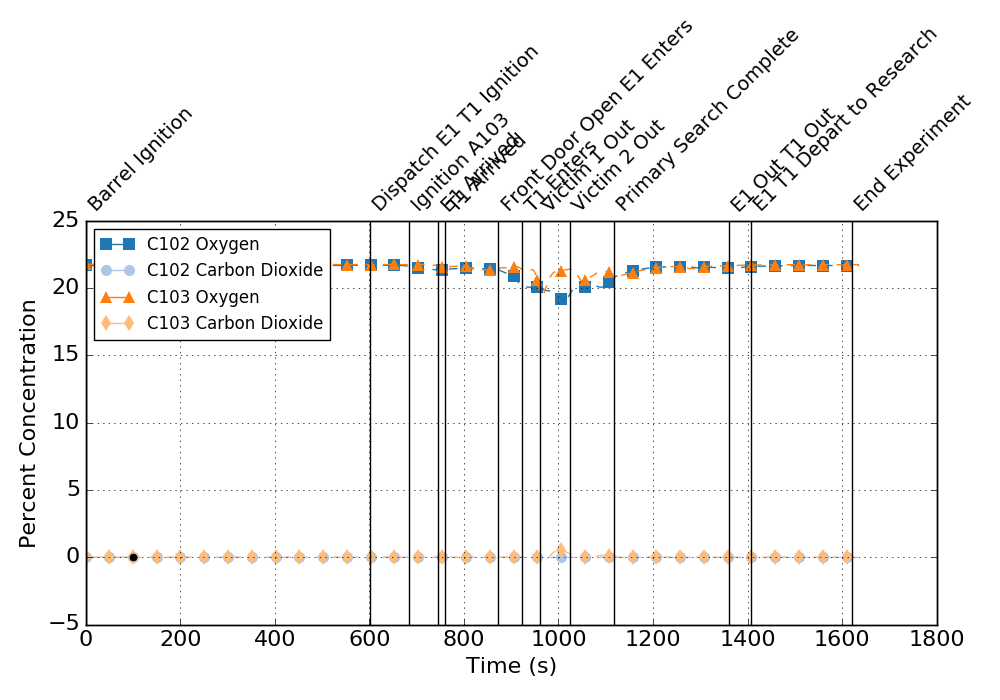 Barrel Ignition
Dispatch E1 T1 Ignition
Ignition A103
E1 Arrived
T1 Arrived
Front Door Open E1 Enters
T1 Enters
Victim 1 Out
Victim 2 Out
Primary Search Complete
E1 Out T1 Out
E1 T1 Depart to Research
End Experiment
25
20
15
10
5
0
−5
Percent Concentration
C102 Oxygen
C102 Carbon Dioxide
C103 Oxygen
C103 Carbon Dioxide
0 200 400 600 800 1000 1200 1400 1600 1800
Time (s)